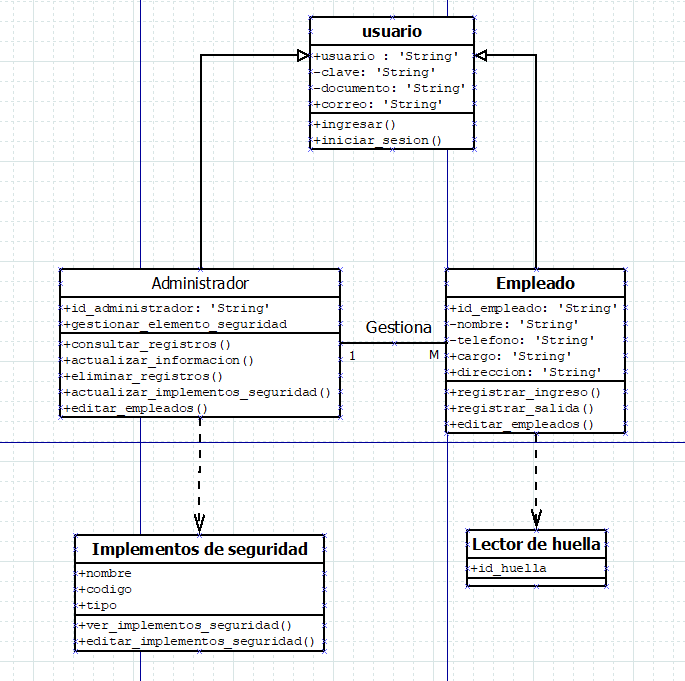 usuario
+usuario : 'String'
-clave: 'String'
-documento: 'String'
+correo: 'String'
+ingresar()
+iniciar_sesion()
Administrador
+id_administrador: 'String'
+gestionar_elemento_seguridad
+consultar_registros()
+actualizar_informacion()
+eliminar_registros()
+actualizar_implementos_seguridad()
+editar_empleados()
Gestiona
1 M
Empleado
+id_empleado: 'String'
-nombre: 'String'
-telefono: 'String'
+cargo: 'String'
+direccion: 'String'
+registrar_ingreso()
+registrar_salida()
+editar_empleados()
Implementos de seguridad
+nombre
+codigo
+tipo
+ver_implementos_seguridad()
+editar_implementos_seguridad()
Lector de huella
+id_huella